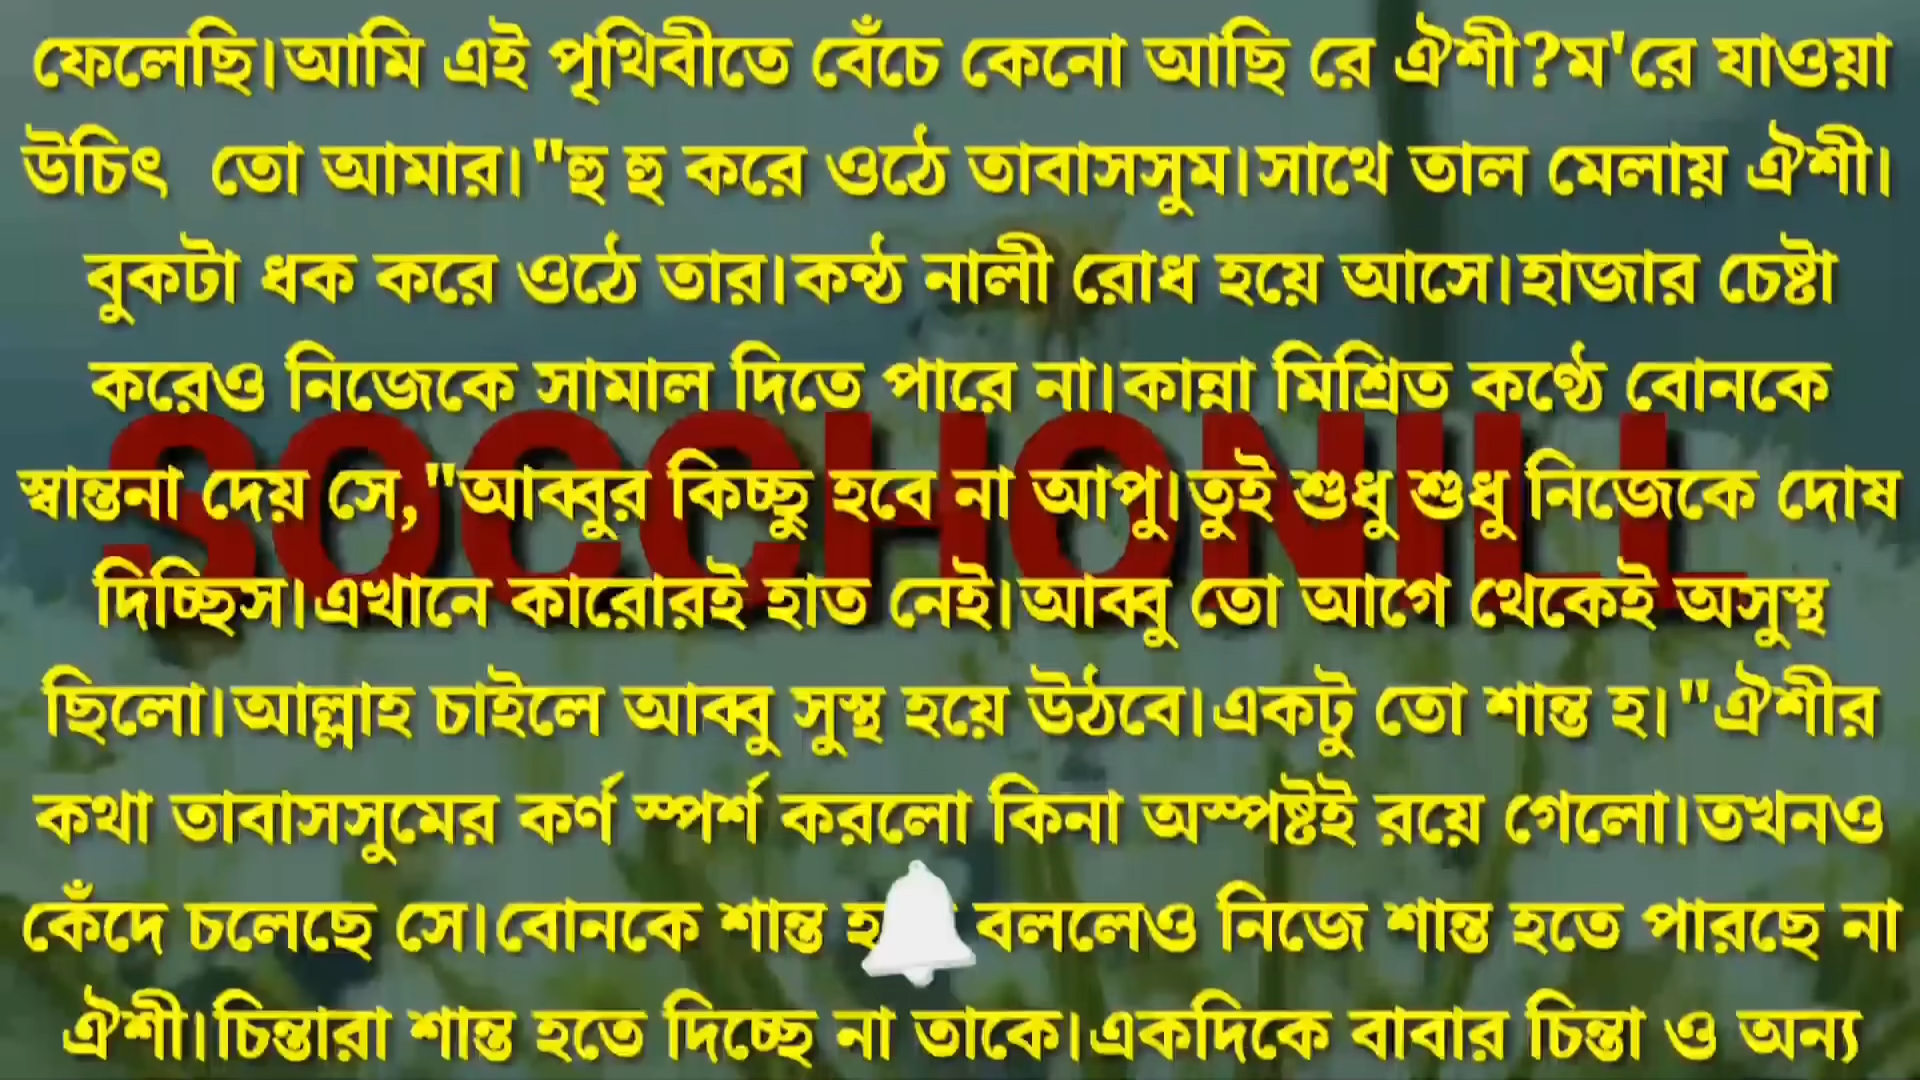 ফেলেছি।আমি এই পৃথিবীতে বেঁচে কেনো আছি রে ঐশী?ম'রে যাওয়া
উচিৎ তো আমার।"হু হু করে ওঠে তাবাসসুম।সাথে তাল মেলায় ঐশী।
বুকটা ধক করে ওঠে তার।কন্ঠ নালী রোধ হয়ে আসে।হাজার চেষ্টা
করেও নিজেকে সামাল দিতে পারে না।কান্না মিশ্রিত কণ্ঠে বোনকে
SOCCHONILL
স্বান্তনা দেয় সে,"আব্বুর কিচ্ছু হবে না আপু।তুই শুধু শুধু নিজেকে দোষ
দিচ্ছিস।এখানে কারোরই হাত নেই।আব্বু তো আগে থেকেই অসুস্থ
ছিলো।আল্লাহ চাইলে আব্বু সুস্থ হয়ে উঠবে।একটু তো শান্ত হ।"ঐশীর
কথা তাবাসসুমের কর্ণ স্পর্শ করলো কিনা অস্পষ্টই রয়ে গেলো।তখনও
কেঁদে চলেছে সে।বোনকে শান্ত বললেও নিজে শান্ত হতে পারছে না
ঐশী।চিন্তারা শান্ত হতে দিচ্ছে না তাকে।একদিকে বাবার চিন্তা ও অন্য